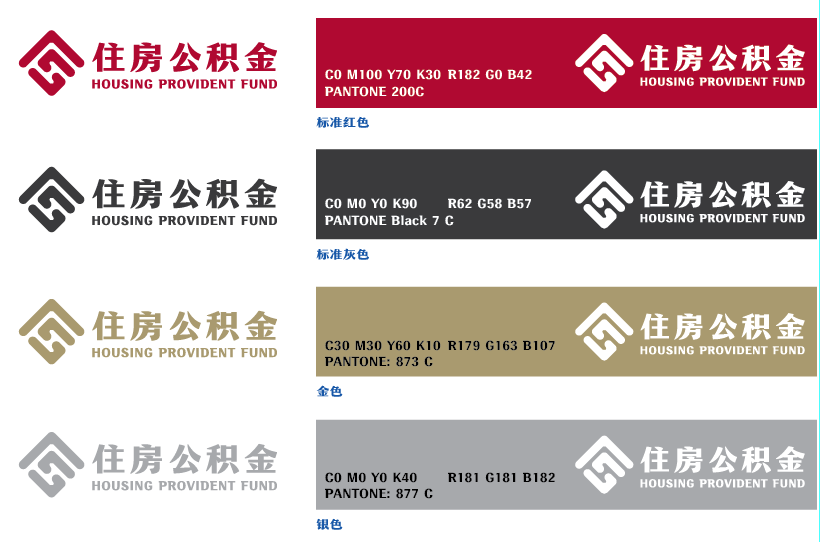 住房公积金
HOUSING PROVIDENT FUND
C0 M100 Y70 K30 R182 G0 B42
PANTONE 200C
住房公积金
HOUSING PROVIDENT FUND
标准红色
住房公积金
HOUSING PROVIDENT FUND
C0 M0 Y0 K90 R62 G58 B57
PANTONE Black 7 C
住房公积金
HOUSING PROVIDENT FUND
标准灰色
住房公积金
HOUSING PROVIDENT FUND
C30 M30 Y60 K10 R179 G163 B107
PANTONE: 873 C
住房公积金
HOUSING PROVIDENT FUND
金色
住房公积金
HOUSING PROVIDENT FUND
C0 M0 Y0 K40 R181 G181 B182
PANTONE: 877 C
住房公积金
HOUSING PROVIDENT FUND
银色